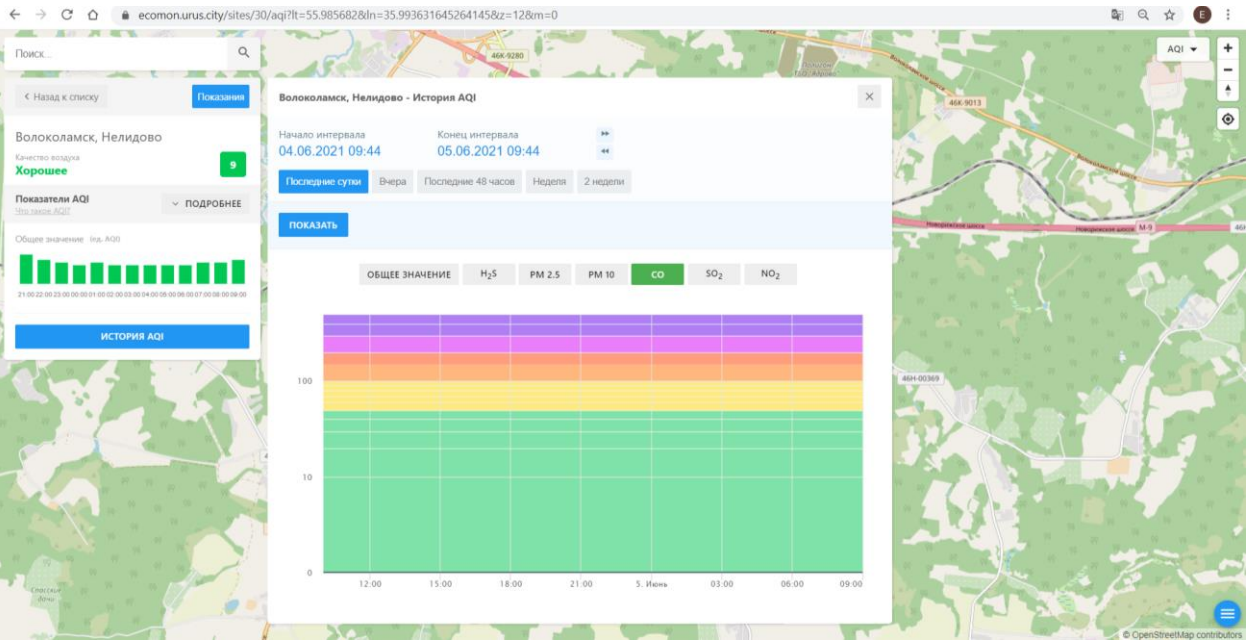 ecomon.urus.city/sites/30/aqi?lt=55.985682&ln=35.993631645264145&z=12&m=0
E
Поиск...
AQI
46К-9280
46К-9013
< Назад к списку
Показания
Волоколамск, Нелидово - История AQI
Волоколамск, Нелидово
Качество воздуха
Хорошее
9
Начало интервала
Конец интервала
04.06.2021 09:44
05.06.2021 09:44
Последние сутки
Вчера
Последние 48 часов
Неделя
2 недели
Показатели AQI
Что такое AQI?
ПОДРОБНЕЕ
ПОКАЗАТЬ
Общее значение (ед. AQI)
21:00 22:00 23:00 00:00 01:00 02:00 03:00 04:00 05:00 06:00 07:00 08:00 09:00
ИСТОРИЯ AQI
ОБЩЕЕ ЗНАЧЕНИЕ
H₂S
PM 2.5
PM 10
CO
SO₂
NO₂
100
10
0
12:00
15:00
18:00
21:00
5. Июнь
03:00
06:00
09:00
Волоколамское шоссе
Новорижское шоссе
Новорижское шоссе
М-9
46Н-00369
Спасские дачи
© OpenStreetMap contributors